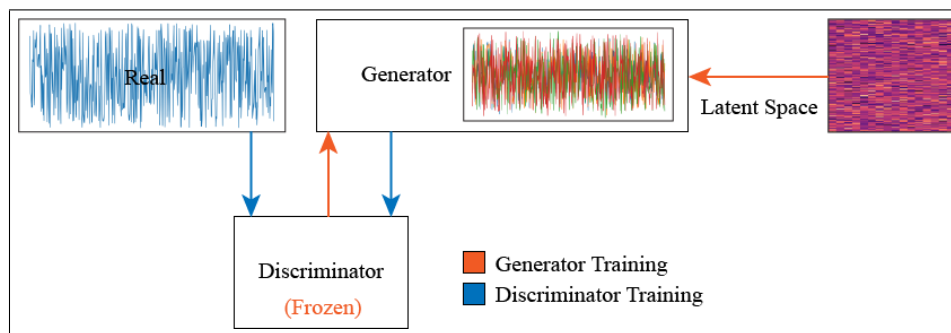 Real
Generator
Latent Space
Discriminator
(Frozen)
Generator Training
Discriminator Training